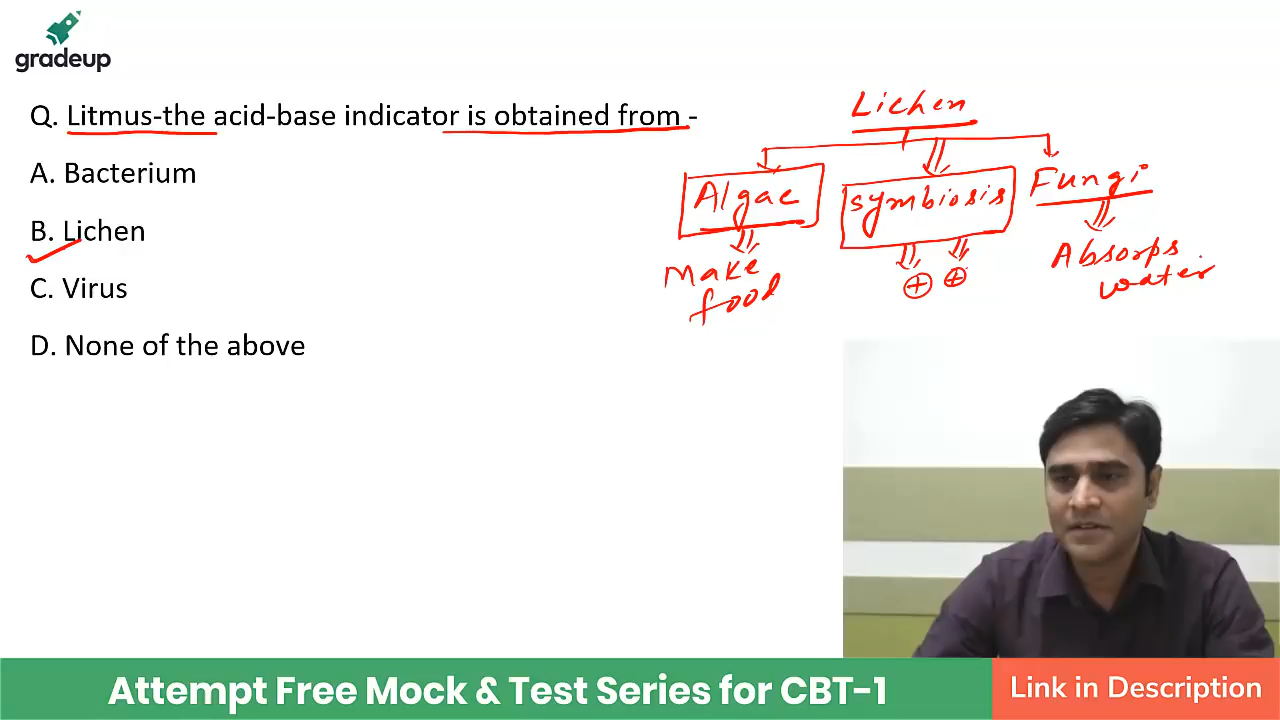 gradeup
Q. Litmus-the acid-base indicator is obtained from -
A. Bacterium
B. Lichen
C. Virus
D. None of the above
Lichen
Algae
symbiosis
Fungi
Make
food
+ +
Absorps
water
Attempt Free Mock & Test Series for CBT-1
Link in Description